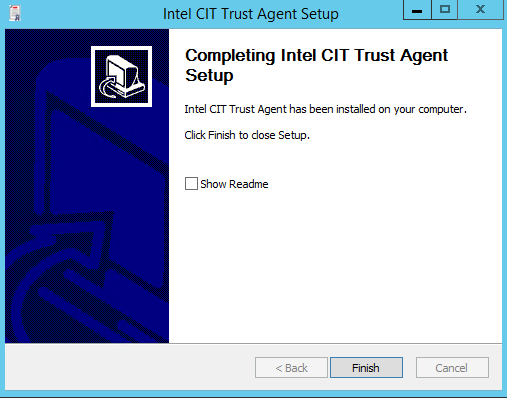 Intel CIT Trust Agent Setup
Completing Intel CIT Trust Agent
Setup
Intel CIT Trust Agent has been installed on your computer.
Click Finish to close Setup.
Show Readme
< Back
Finish
Cancel